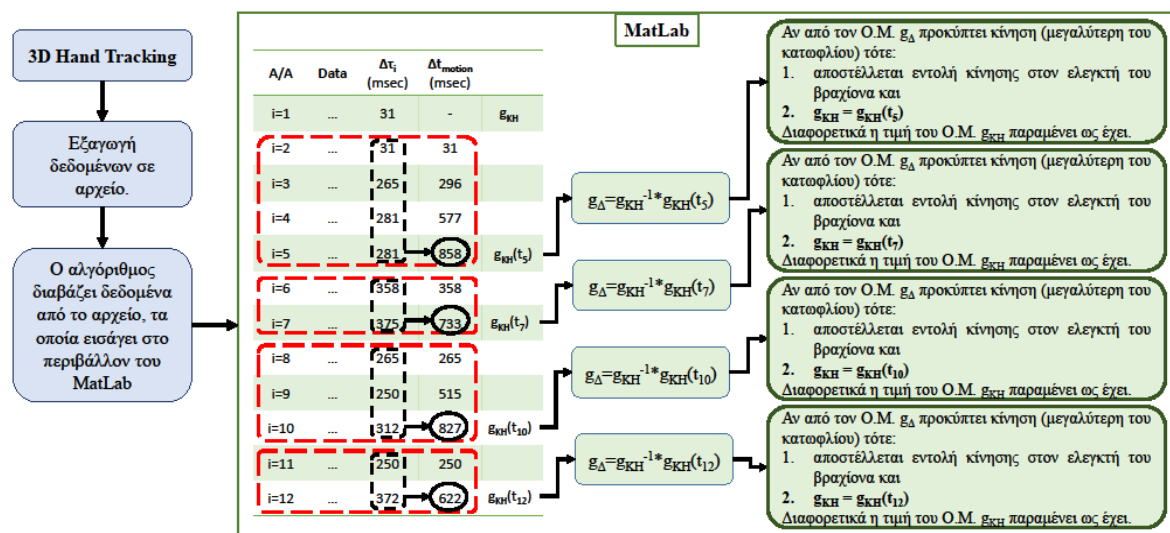 3D Hand Tracking
Εξαγωγή
δεδομένων σε
αρχείο.
Ο αλγόριθμος
διαβάζει δεδομένα
από το αρχείο, τα
οποία εισάγει στο
περιβάλλον του
MatLab
MatLab
A/A Data Δτi (msec) Δtmotion (msec)
i=1 ... 31 - gKH
i=2 ... 31 31
i=3 ... 265 296
i=4 ... 281 577
i=5 ... 281 858 gKH(t5)
i=6 ... 358 358
i=7 ... 375 733 gKH(t7)
i=8 ... 265 265
i=9 ... 250 515
i=10 ... 312 827 gKH(t10)
i=11 ... 250 250
i=12 ... 372 622 gKH(t12)
gΔ=gKH-1*gKH(t5)
gΔ=gKH-1*gKH(t7)
gΔ=gKH-1*gKH(t10)
gΔ=gKH-1*gKH(t12)
Αν από τον Ο.Μ. gΔ προκύπτει κίνηση (μεγαλύτερη του
κατωφλίου) τότε:
1. αποστέλλεται εντολή κίνησης στον ελεγκτή του
βραχίονα και
2. gKH = gKH(t5)
Διαφορετικά η τιμή του Ο.Μ. gKH παραμένει ως έχει.
Αν από τον Ο.Μ. gΔ προκύπτει κίνηση (μεγαλύτερη του
κατωφλίου) τότε:
1. αποστέλλεται εντολή κίνησης στον ελεγκτή του
βραχίονα και
2. gKH = gKH(t7)
Διαφορετικά η τιμή του Ο.Μ. gKH παραμένει ως έχει.
Αν από τον Ο.Μ. gΔ προκύπτει κίνηση (μεγαλύτερη του
κατωφλίου) τότε:
1. αποστέλλεται εντολή κίνησης στον ελεγκτή του
βραχίονα και
2. gKH = gKH(t10)
Διαφορετικά η τιμή του Ο.Μ. gKH παραμένει ως έχει.
Αν από τον Ο.Μ. gΔ προκύπτει κίνηση (μεγαλύτερη του
κατωφλίου) τότε:
1. αποστέλλεται εντολή κίνησης στον ελεγκτή του
βραχίονα και
2. gKH = gKH(t12)
Διαφορετικά η τιμή του Ο.Μ. gKH παραμένει ως έχει.